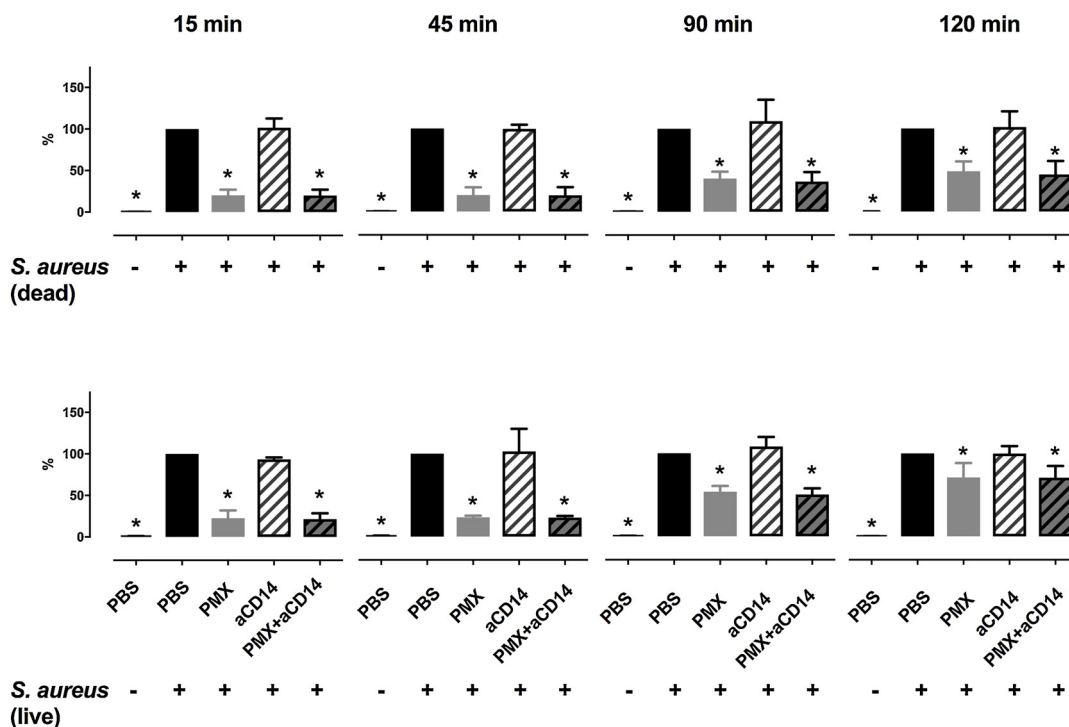 15 min 45 min 90 min 120 min
150
100
%
50
0
* * * * * * * * * * * *
S. aureus - + + + + - + + + + - + + + + - + + + +
(dead)
150
100
%
50
0
* * * * * * * * * * * *
PBS PBS PMX aCD14 PMX+aCD14 PBS PBS PMX aCD14 PMX+aCD14 PBS PBS PMX aCD14 PMX+aCD14 PBS PBS PMX aCD14 PMX+aCD14
S. aureus - + + + + - + + + + - + + + + - + + + +
(live)